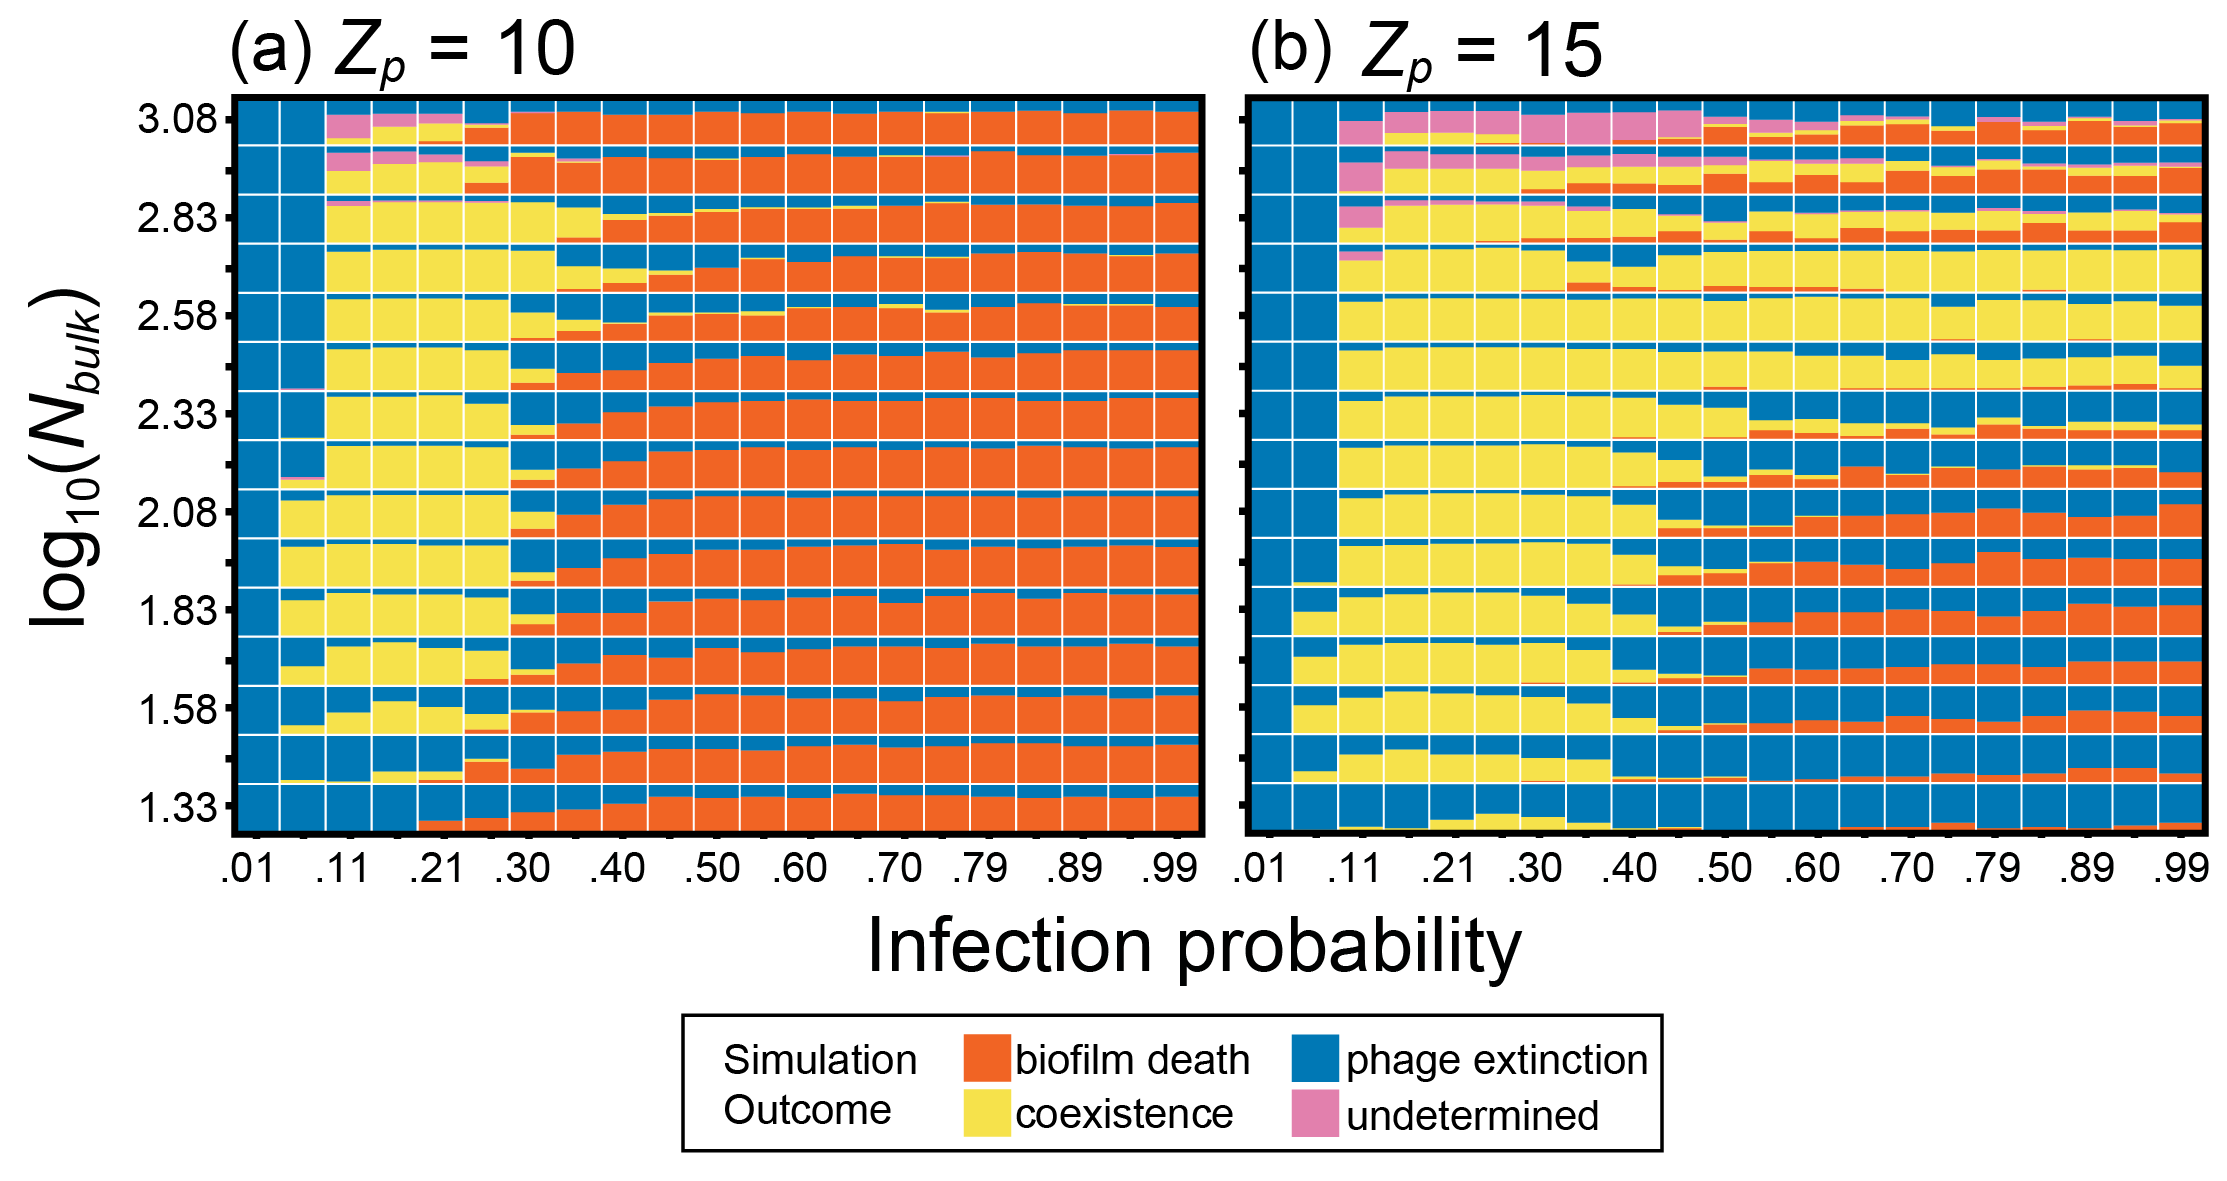 (a) Zp = 10
(b) Zp = 15
log10(Nbulk)
3.08
2.83
2.58
2.33
2.08
1.83
1.58
1.33
.01 .11 .21 .30 .40 .50 .60 .70 .79 .89 .99
.01 .11 .21 .30 .40 .50 .60 .70 .79 .89 .99
Infection probability
Simulation Outcome
biofilm death
phage extinction
coexistence
undetermined